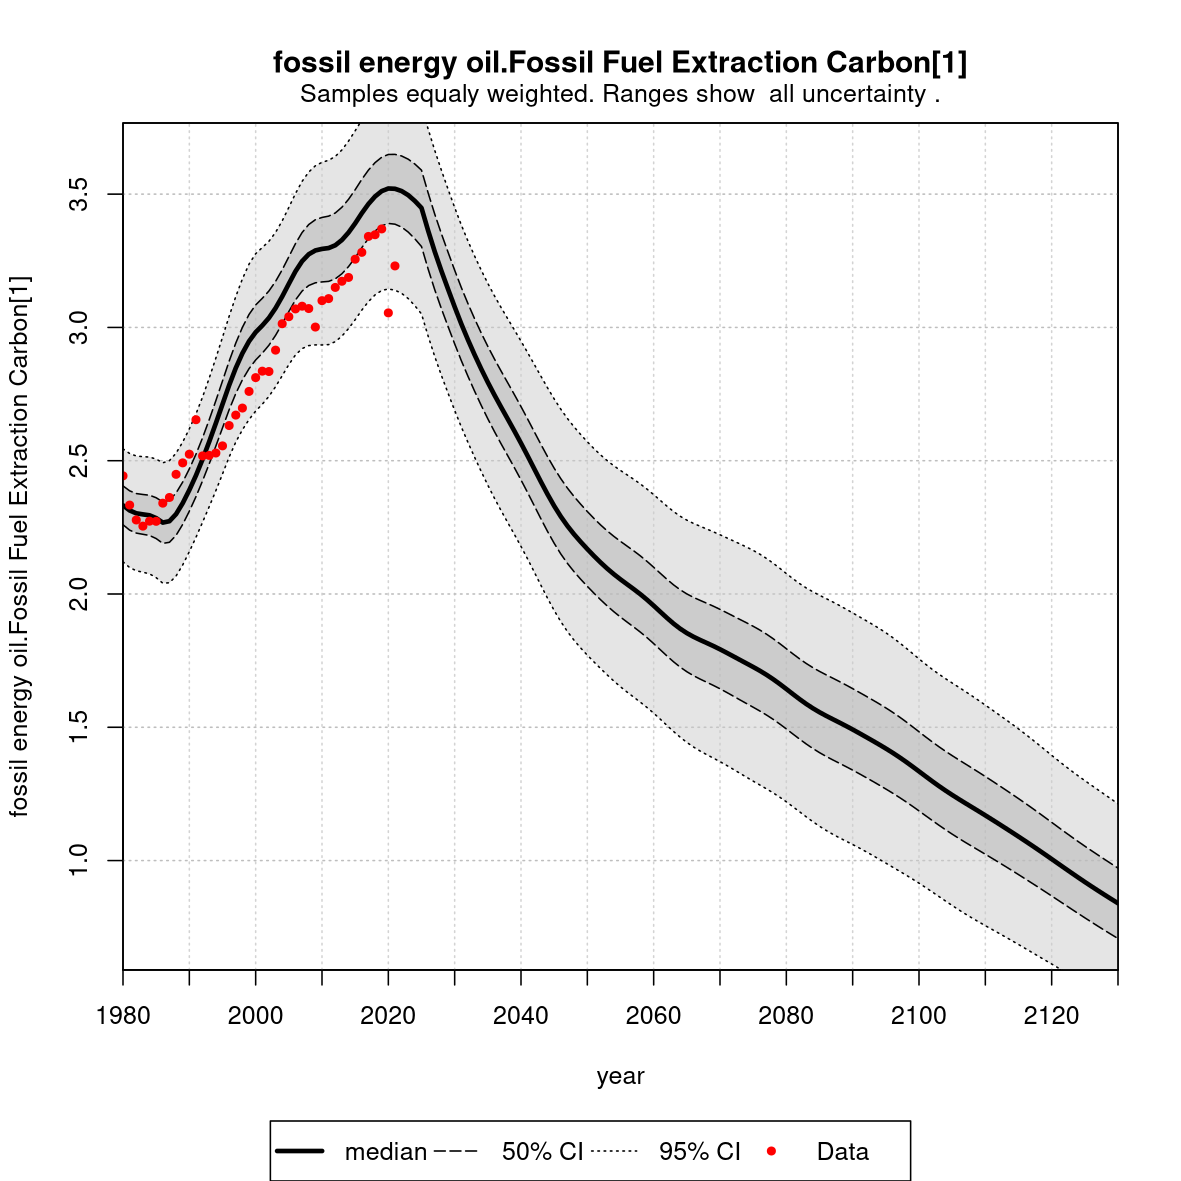 fossil energy oil.Fossil Fuel Extraction Carbon[1]
Samples equaly weighted. Ranges show  all uncertainty .
fossil energy oil.Fossil Fuel Extraction Carbon[1]
3.5
3.0
2.5
2.0
1.5
1.0
1980 2000 2020 2040 2060 2080 2100 2120
year
median 50% CI 95% CI Data